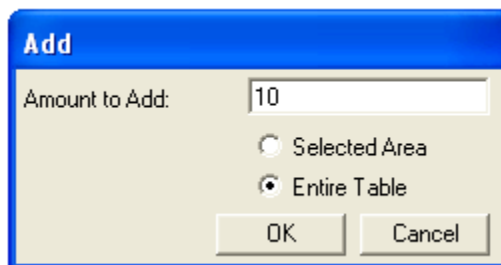 Add
Amount to Add: 10
Selected Area
Entire Table
OK Cancel